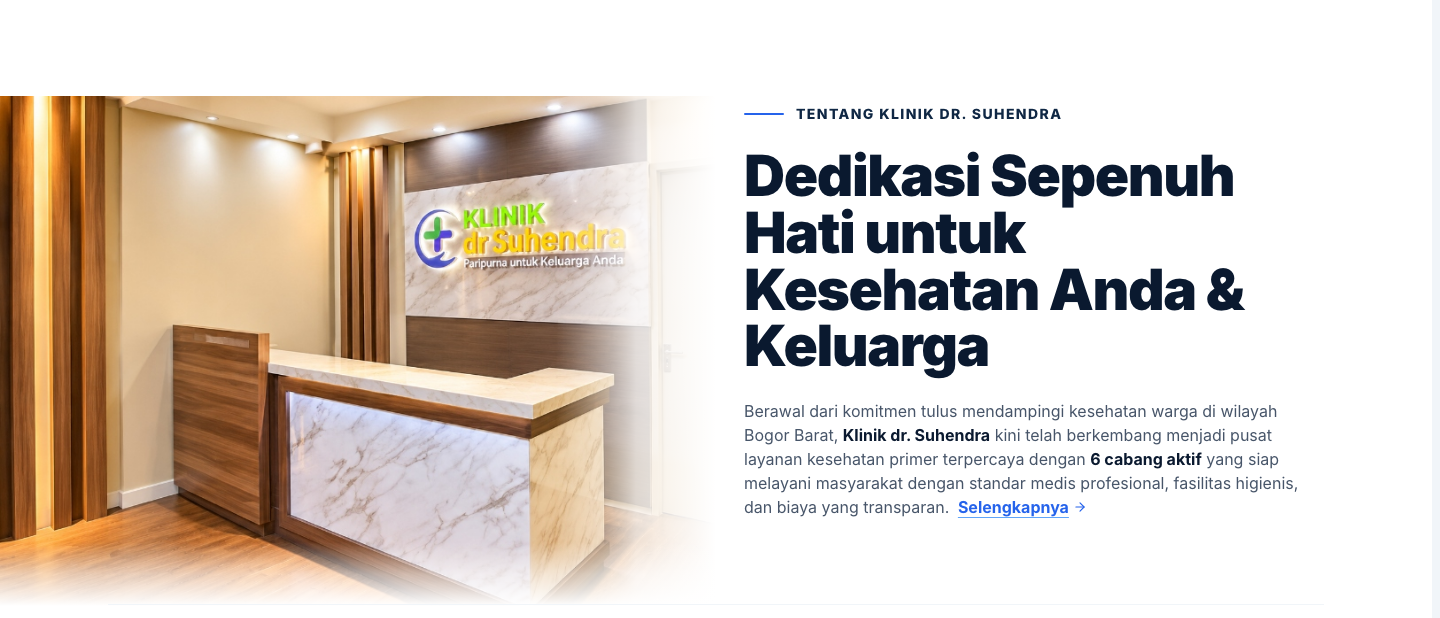 KLINIK
dr Suhendra
Paripurna untuk Keluarga Anda
TENTANG KLINIK DR. SUHENDRA
Dedikasi Sepenuh
Hati untuk
Kesehatan Anda &
Keluarga
Berawal dari komitmen tulus mendampingi kesehatan warga di wilayah
Bogor Barat, Klinik dr. Suhendra kini telah berkembang menjadi pusat
layanan kesehatan primer terpercaya dengan 6 cabang aktif yang siap
melayani masyarakat dengan standar medis profesional, fasilitas higienis,
dan biaya yang transparan. Selengkapnya →